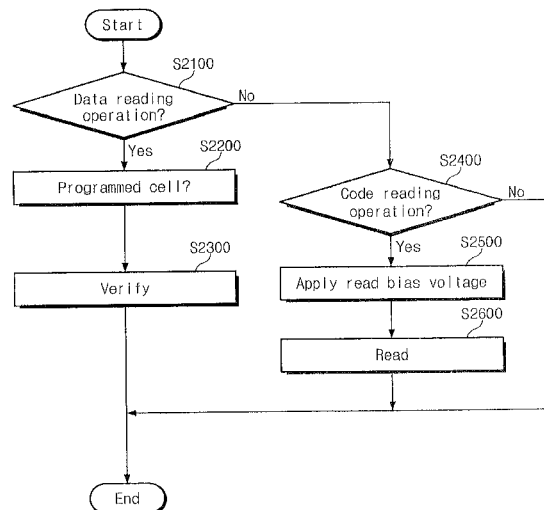 Start
S2100
Data reading
operation?
No
Yes
S2200
Programmed cell?
S2400
Code reading
operation?
No
Yes
S2300
Verify
S2500
Apply read bias voltage
S2600
Read
End